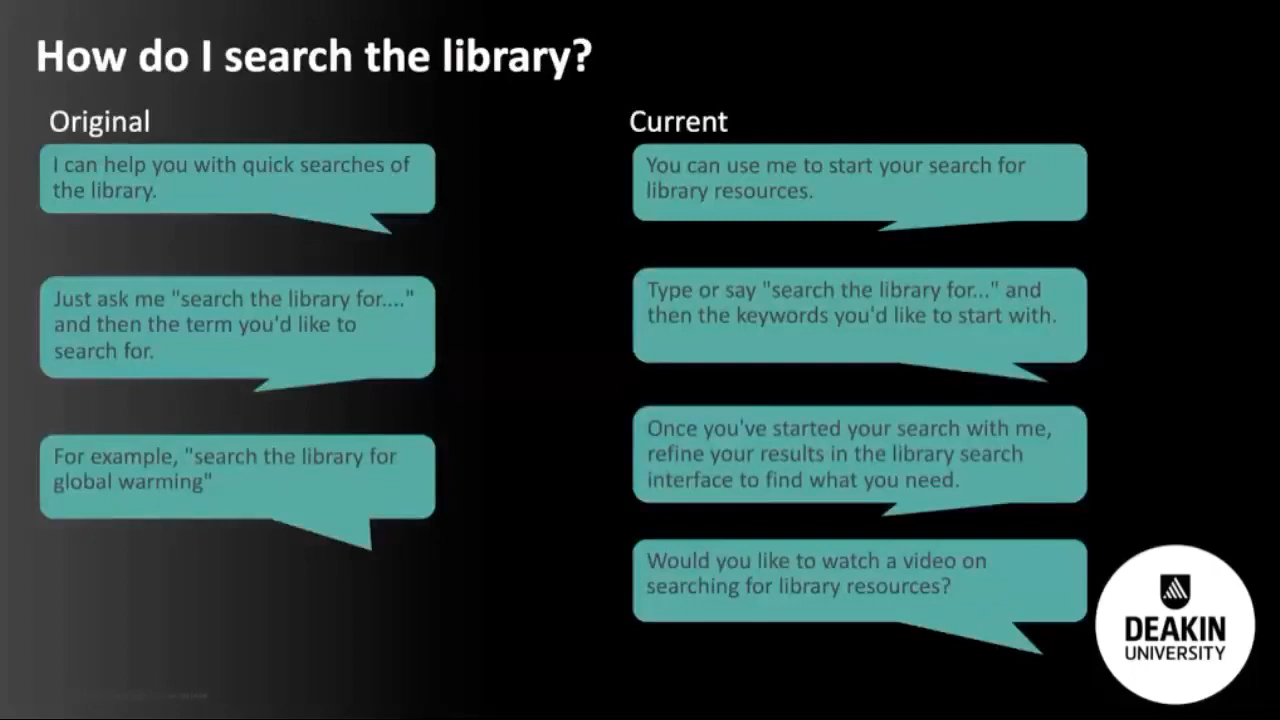 How do I search the library?
Original
I can help you with quick searches of
the library.
Just ask me "search the library for...."
and then the term you'd like to
search for.
For example, "search the library for
global warming"
Current
You can use me to start your search for
library resources.
Type or say "search the library for..." and
then the keywords you'd like to start with.
Once you've started your search with me,
refine your results in the library search
interface to find what you need.
Would you like to watch a video on
searching for library resources?
DEAKIN
UNIVERSITY